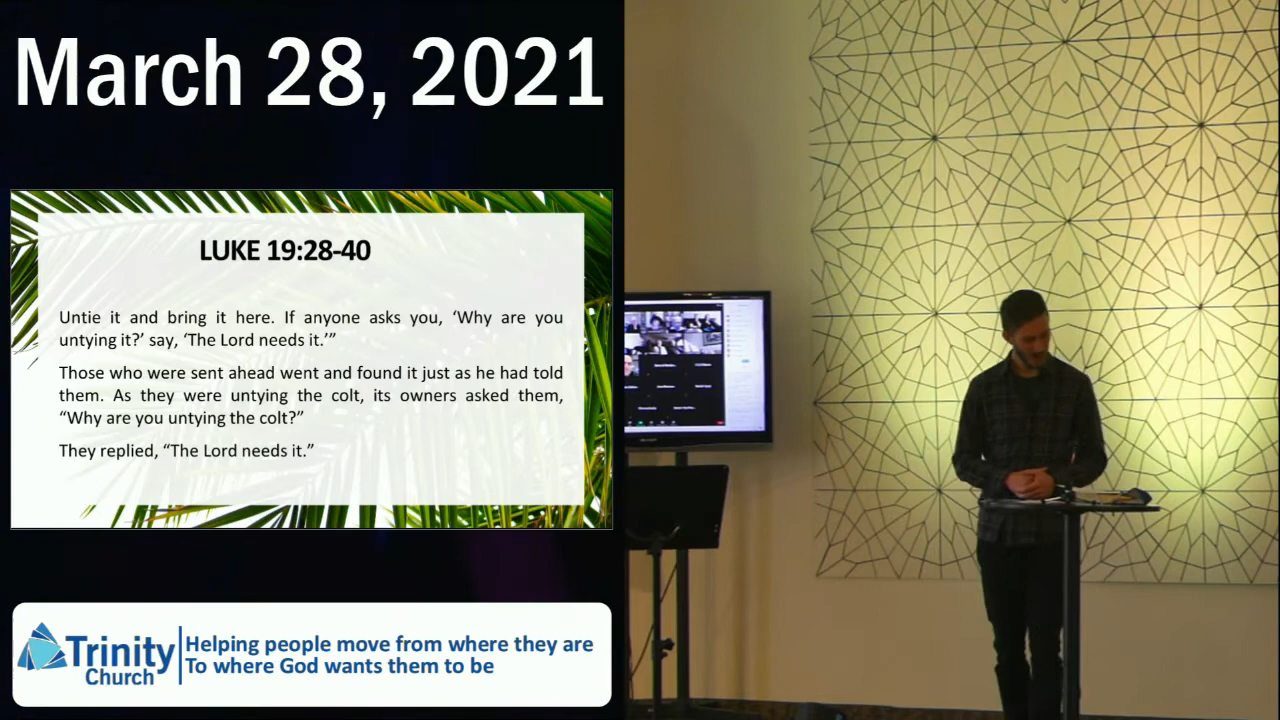 March 28, 2021
LUKE 19:28-40
Untie it and bring it here. If anyone asks you, ‘Why are you
untying it?’ say, ‘The Lord needs it.’”
Those who were sent ahead went and found it just as he had told
them. As they were untying the colt, its owners asked them,
“Why are you untying the colt?”
They replied, “The Lord needs it.”
Trinity
Church
Helping people move from where they are
To where God wants them to be